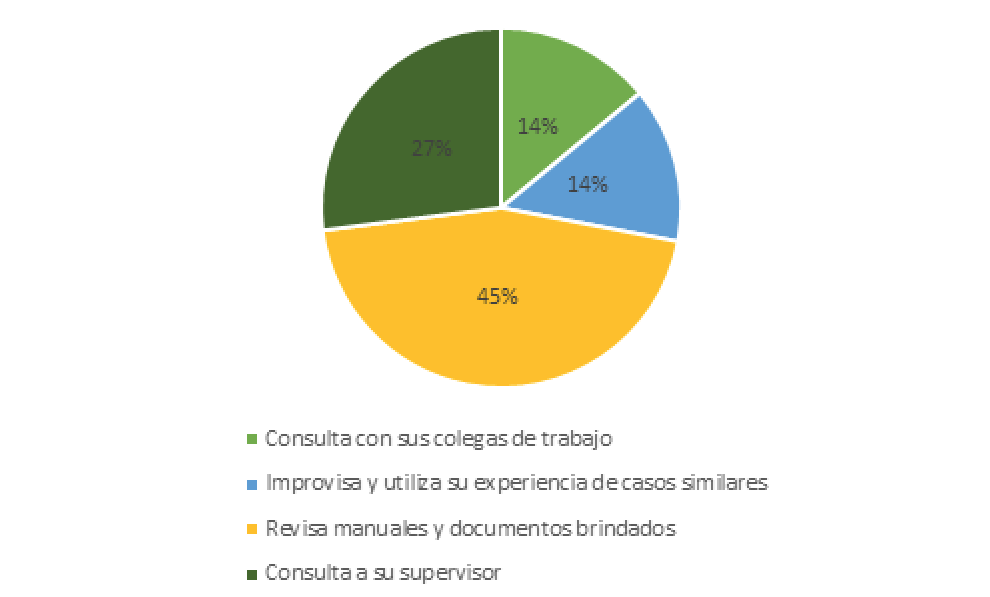 14%
27%
14%
45%
Consulta con sus colegas de trabajo
Improvisa y utiliza su experiencia de casos similares
Revisa manuales y documentos brindados
Consulta a su supervisor